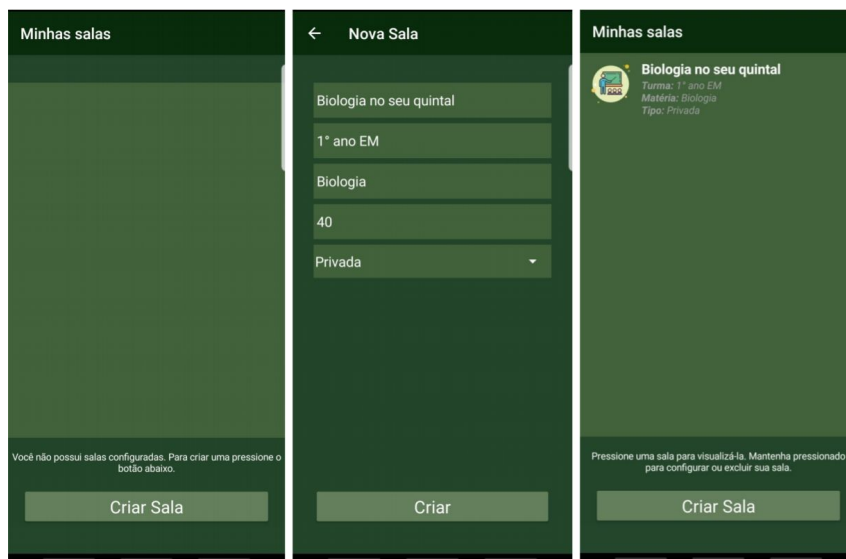 Minhas salas
Você não possui salas configuradas. Para criar uma pressione o
botão abaixo.
Criar Sala
Nova Sala
Biologia no seu quintal
1° ano EM
Biologia
40
Privada
Criar
Minhas salas
Biologia no seu quintal
Turma: 1° ano EM
Matéria: Biologia
Tipo: Privada
Pressione uma sala para visualizá-la. Mantenha pressionado
para configurar ou excluir sua sala.
Criar Sala